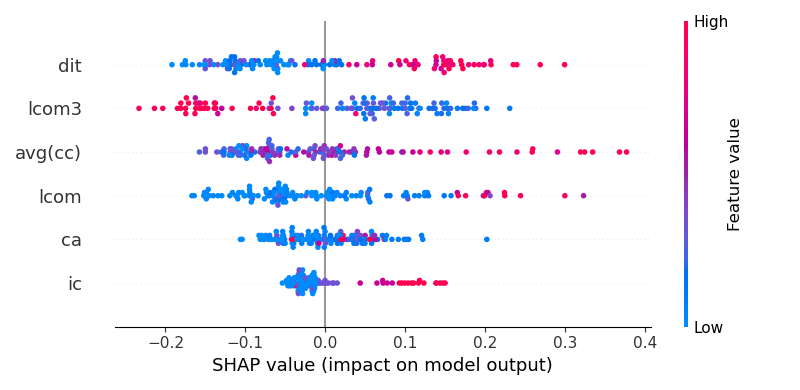 High
dit
lcom3
avg(cc)
lcom
ca
ic
Feature value
Low
−0.2 −0.1 0.0 0.1 0.2 0.3 0.4
SHAP value (impact on model output)